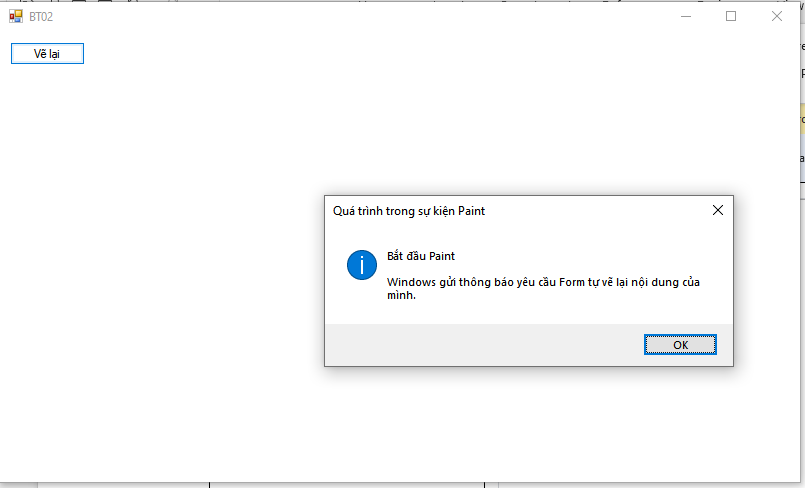 BT02
Vẽ lại
Quá trình trong sự kiện Paint
Bắt đầu Paint
Windows gửi thông báo yêu cầu Form tự vẽ lại nội dung của
mình.
OK